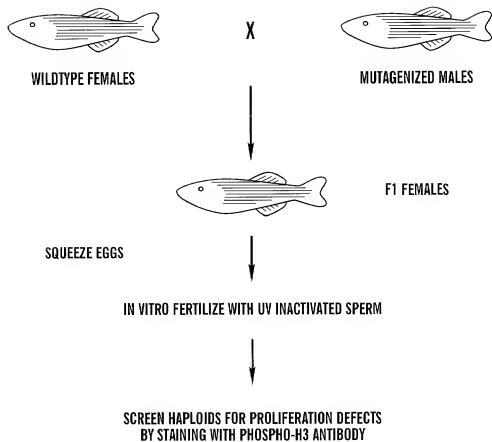 X
WILDTYPE FEMALES
MUTAGENIZED MALES
F1 FEMALES
SQUEEZE EGGS
IN VITRO FERTILIZE WITH UV INACTIVATED SPERM
SCREEN HAPLOIDS FOR PROLIFERATION DEFECTS
BY STAINING WITH PHOSPHO-H3 ANTIBODY